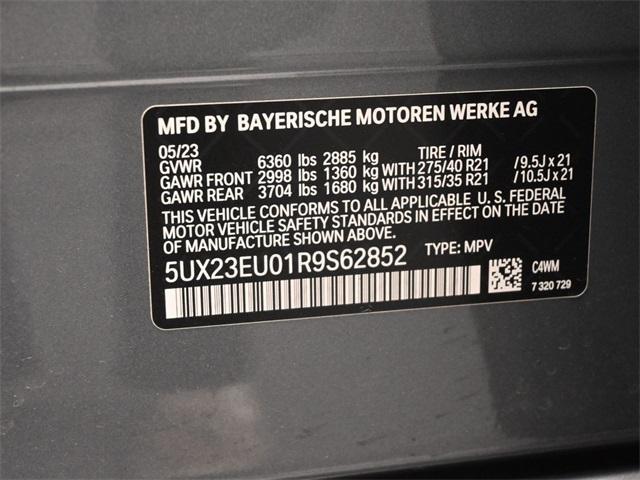 MFD BY BAYERISCHE MOTOREN WERKE AG
05/23
GVWR 6360 lbs 2885 kg TIRE / RIM
GAWR FRONT 2998 lbs 1360 kg WITH 275/40 R21 /9.5J x 21
GAWR REAR 3704 lbs 1680 kg WITH 315/35 R21 /10.5J x 21
THIS VEHICLE CONFORMS TO ALL APPLICABLE U. S. FEDERAL
MOTOR VEHICLE SAFETY STANDARDS IN EFFECT ON THE
DATE OF MANUFACTURE SHOWN ABOVE.
5UX23EU01R9S62852 TYPE: MPV
C4WM
7 320 729